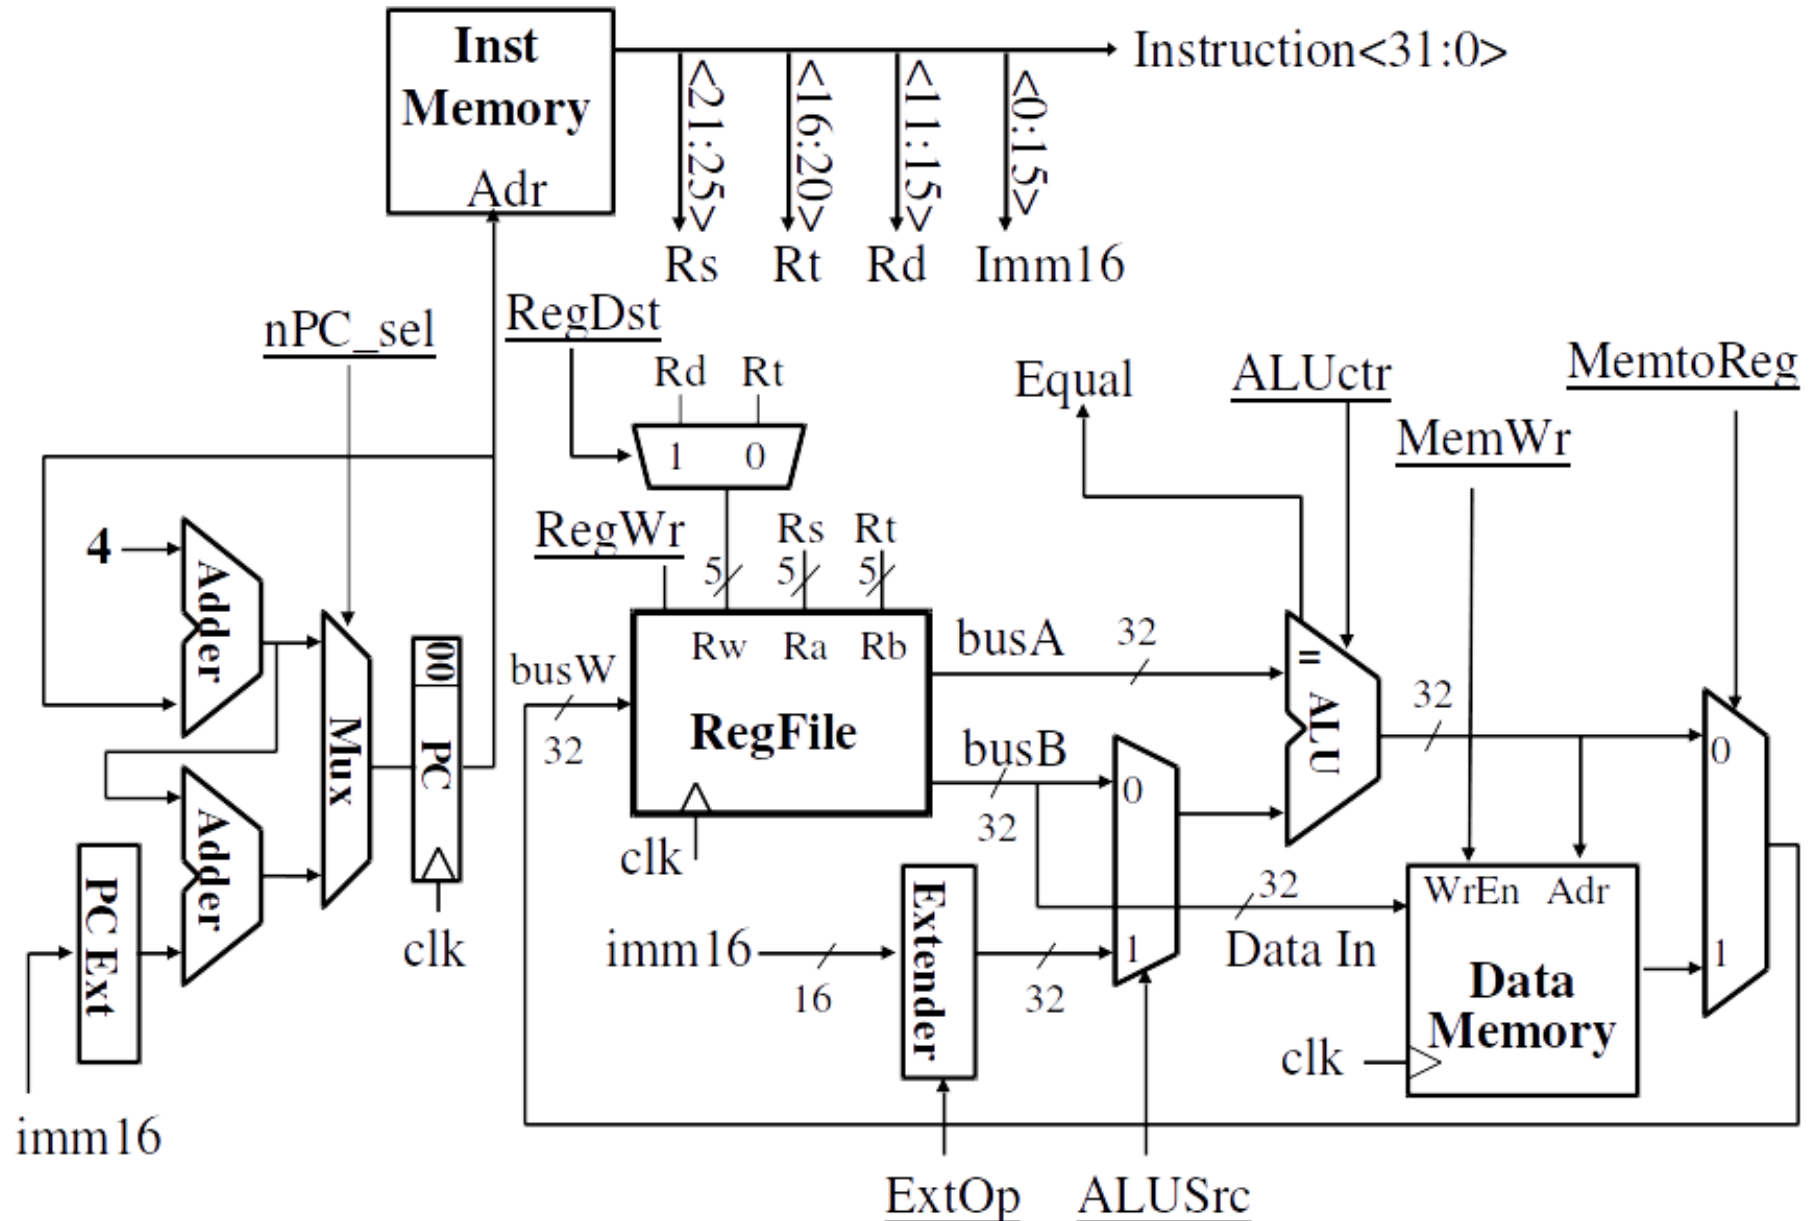 Inst
Memory
Adr
Instruction<31:0>
<21:25>
<16:20>
<11:15>
<0:15>
Rs
Rt
Rd
Imm16
nPC_sel
RegDst
Rd
Rt
1
0
Equal
ALUctr
MemtoReg
MemWr
4
Adder
RegWr
5
Rs
5
Rt
5
busW
32
Rw
Ra
Rb
RegFile
clk
busA
32
busB
32
=
ALU
32
0
1
Mux
00
PC
clk
Adder
PC Ext
imm16
imm16
16
Extender
32
0
1
32
Data In
WrEn
Adr
Data
Memory
clk
ExtOp
ALUSrc